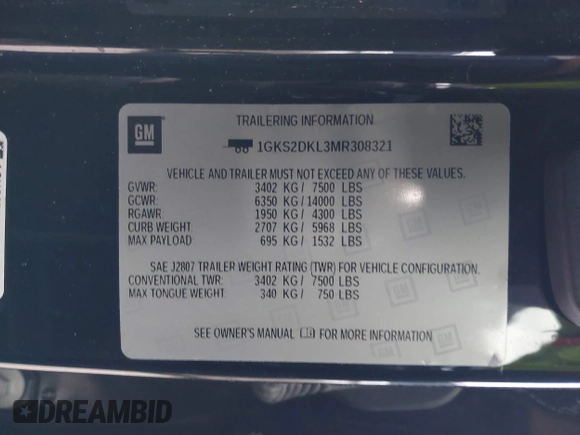 GM
TRAILERING INFORMATION
1GKS2DKL3MR308321
VEHICLE AND TRAILER MUST NOT EXCEED ANY OF THESE VALUES.
GVWR: 3402 KG/ 7500 LBS
GCWR: 6350 KG/14000 LBS
RGAWR: 1950 KG/ 4300 LBS
CURB WEIGHT: 2707 KG/ 5968 LBS
MAX PAYLOAD: 695 KG/ 1532 LBS
SAE J2807 TRAILER WEIGHT RATING (TWR) FOR VEHICLE CONFIGURATION.
CONVENTIONAL TWR: 3402 KG/ 7500 LBS
MAX TONGUE WEIGHT: 340 KG/ 750 LBS
SEE OWNER'S MANUAL FOR MORE INFORMATION
DREAMBID